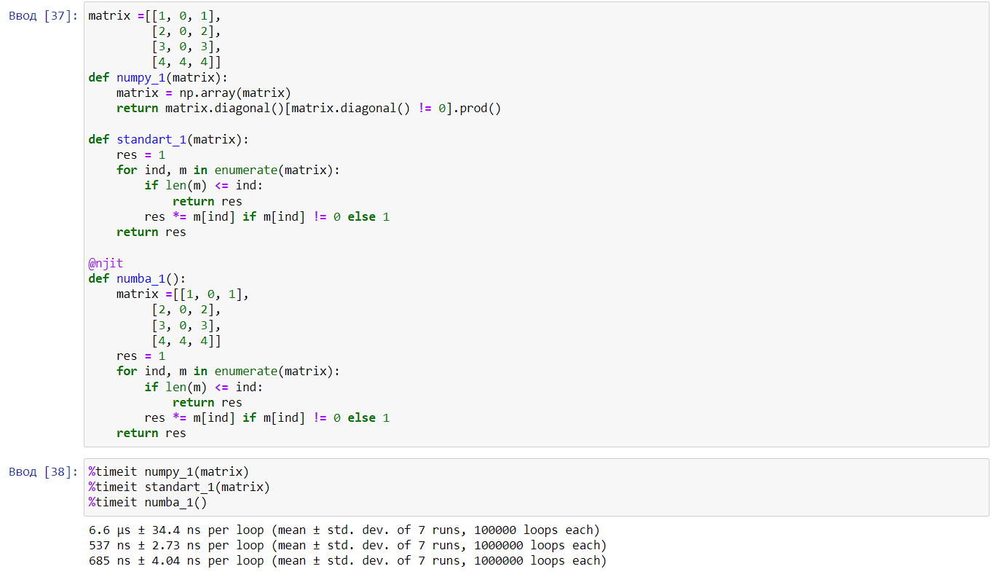 Ввод [37]: matrix =[[1, 0, 1],
         [2, 0, 2],
         [3, 0, 3],
         [4, 4, 4]]
def numpy_1(matrix):
    matrix = np.array(matrix)
    return matrix.diagonal()[matrix.diagonal() != 0].prod()

def standart_1(matrix):
    res = 1
    for ind, m in enumerate(matrix):
        if len(m) <= ind:
            return res
        res *= m[ind] if m[ind] != 0 else 1
    return res

@njit
def numba_1():
    matrix =[[1, 0, 1],
         [2, 0, 2],
         [3, 0, 3],
         [4, 4, 4]]
    res = 1
    for ind, m in enumerate(matrix):
        if len(m) <= ind:
            return res
        res *= m[ind] if m[ind] != 0 else 1
    return res
Ввод [38]: %timeit numpy_1(matrix)
%timeit standart_1(matrix)
%timeit numba_1()
6.6 µs ± 34.4 ns per loop (mean ± std. dev. of 7 runs, 100000 loops each)
537 ns ± 2.73 ns per loop (mean ± std. dev. of 7 runs, 1000000 loops each)
685 ns ± 4.04 ns per loop (mean ± std. dev. of 7 runs, 1000000 loops each)